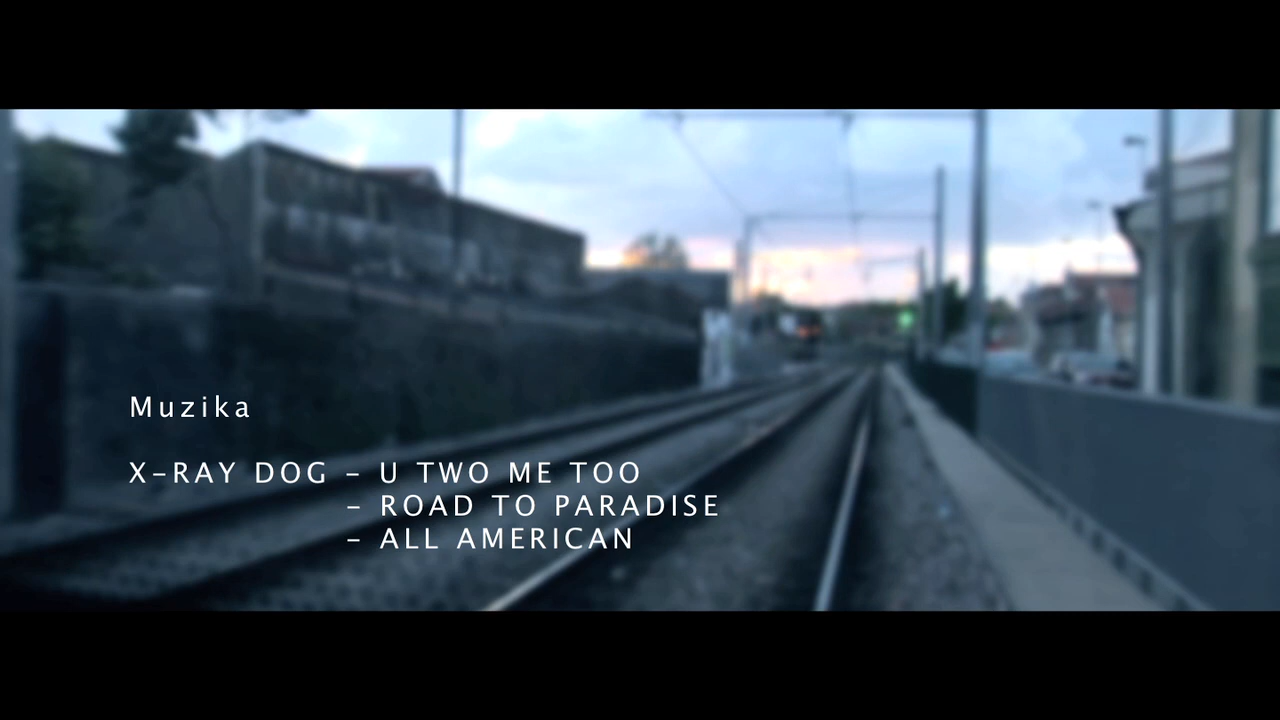 Muzika
X-RAY DOG - U TWO ME TOO
- ROAD TO PARADISE
- ALL AMERICAN